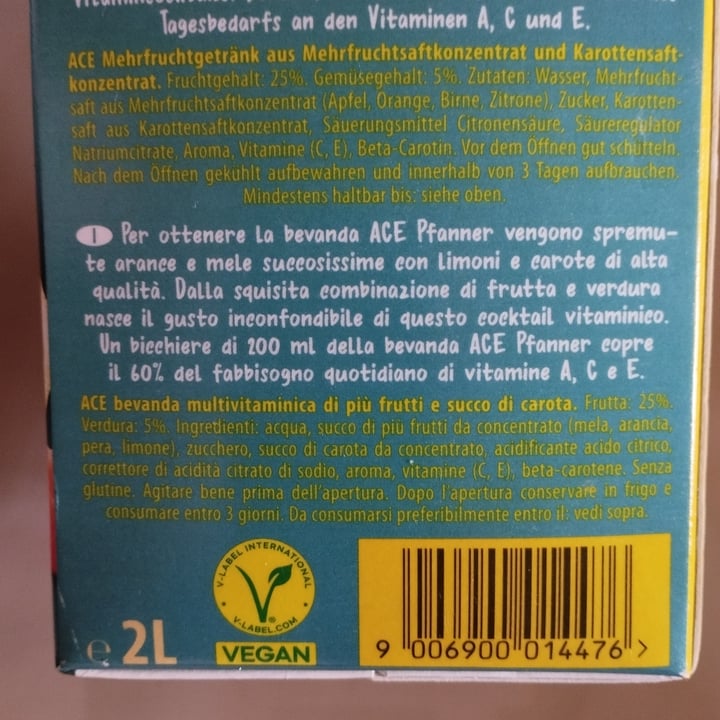 Tagesbedarfs an den Vitaminen A, C und E.
ACE Mehrfruchtgetränk aus Mehrfruchtsaftkonzentrat und Karottensaft-
konzentrat. Fruchtgehalt: 25%. Gemüsegehalt: 5%. Zutaten: Wasser, Mehrfrucht-
saft aus Mehrfruchtsaftkonzentrat (Apfel, Orange, Birne, Zitrone), Zucker, Karotten-
saft aus Karottensaftkonzentrat, Säuerungsmittel Citronensäure, Säureregulator
Natriumcitrate, Aroma, Vitamine (C, E), Beta-Carotin. Vor dem Öffnen gut schütteln.
Nach dem Öffnen gekühlt aufbewahren und innerhalb von 3 Tagen aufbrauchen.
Mindestens haltbar bis: siehe oben.
I Per ottenere la bevanda ACE Pfanner vengono spremu-
te arance e mele succosissime con limoni e carote di alta
qualità. Dalla squisita combinazione di frutta e verdura
nasce il gusto inconfondibile di questo cocktail vitaminico.
Un bicchiere di 200 ml della bevanda ACE Pfanner copre
il 60% del fabbisogno quotidiano di vitamine A, C e E.
ACE bevanda multivitaminica di più frutti e succo di carota. Frutta: 25%.
Verdura: 5%. Ingredienti: acqua, succo di più frutti da concentrato (mela, arancia,
pera, limone), zucchero, succo di carota da concentrato, acidificante acido citrico,
correttore di acidità citrato di sodio, aroma, vitamine (C, E), beta-carotene. Senza
glutine. Agitare bene prima dell'apertura. Dopo l'apertura conservare in frigo e
consumare entro 3 giorni. Da consumarsi preferibilmente entro il: vedi sopra.
V-LABEL INTERNATIONAL
V-LABEL.COM
VEGAN
e 2L
9 006900 014476 >